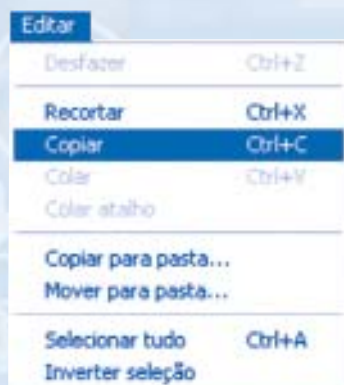 Editar
Desfazer Ctrl+Z
Recortar Ctrl+X
Copiar Ctrl+C
Colar Ctrl+V
Colar atalho
Copiar para pasta...
Mover para pasta...
Selecionar tudo Ctrl+A
Inverter seleção